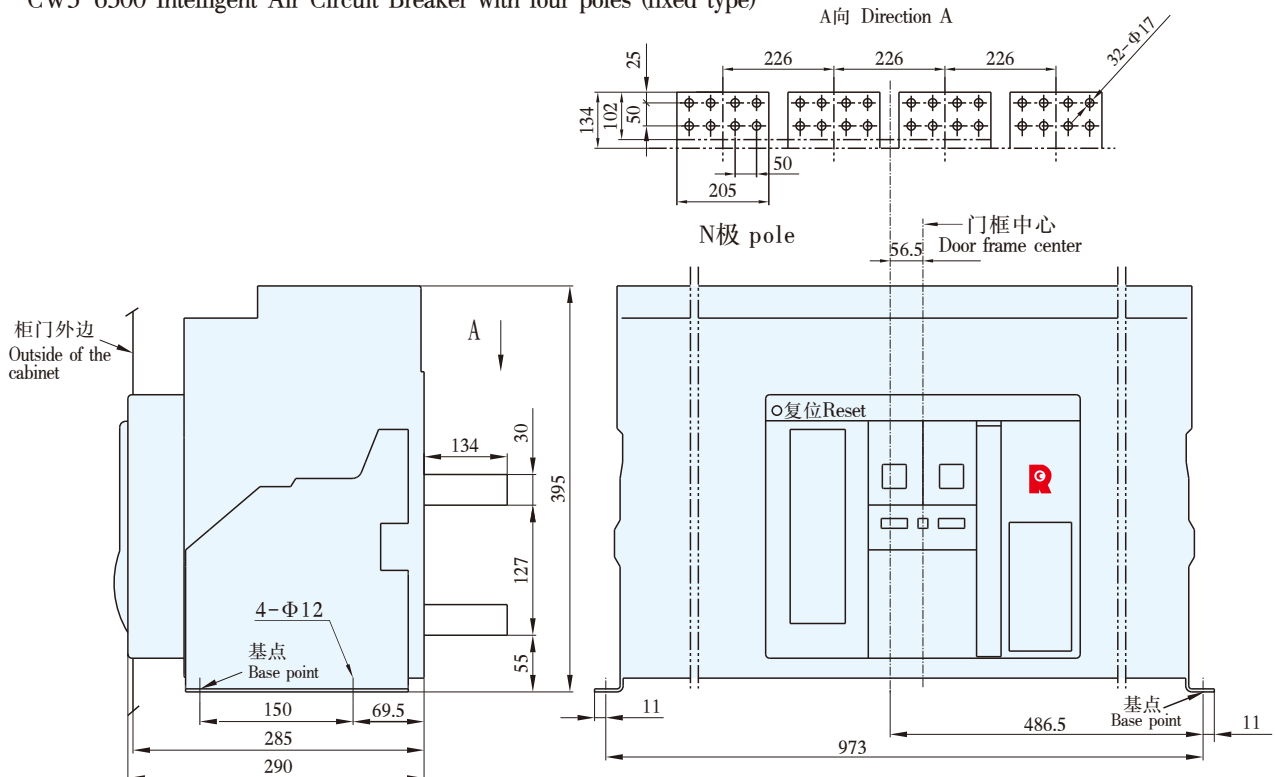 CW3-6300 Intelligent Air Circuit Breaker with four poles (fixed type)
A向 Direction A
226
226
226
32-Φ17
25
134
102
50
50
205
N极 pole
门框中心
Door frame center
56.5
柜门外边
Outside of the
cabinet
A
复位Reset
134
30
395
127
4-Φ12
基点
Base point
55
150
69.5
285
290
11
基点
Base point
486.5
11
973